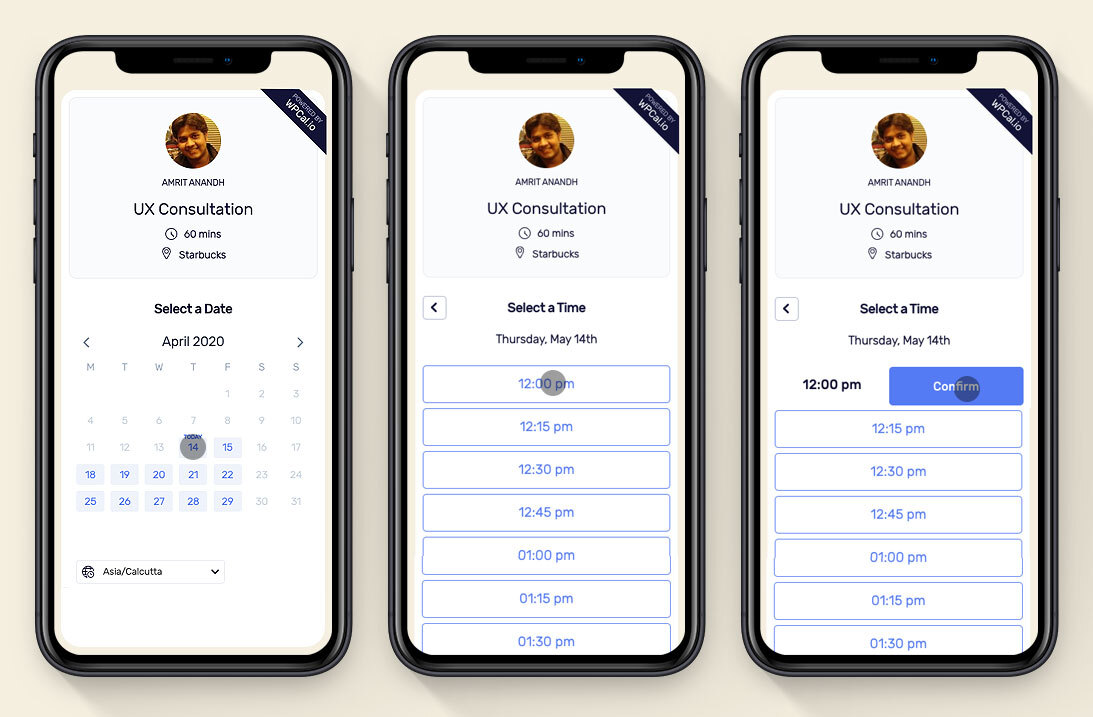 POWERED BY
WPCal.io
AMRIT ANANDH
UX Consultation
60 mins
Starbucks
Select a Date
April 2020
M T W T F S S
1 2 3
4 5 6 7 8 9 10
TODAY
11 12 13 14 15 16 17
18 19 20 21 22 23 24
25 26 27 28 29 30 31
Asia/Calcutta
POWERED BY
WPCal.io
AMRIT ANANDH
UX Consultation
60 mins
Starbucks
Select a Time
Thursday, May 14th
12:00 pm
12:15 pm
12:30 pm
12:45 pm
01:00 pm
01:15 pm
01:30 pm
POWERED BY
WPCal.io
AMRIT ANANDH
UX Consultation
60 mins
Starbucks
Select a Time
Thursday, May 14th
12:00 pm Confirm
12:15 pm
12:30 pm
12:45 pm
01:00 pm
01:15 pm
01:30 pm